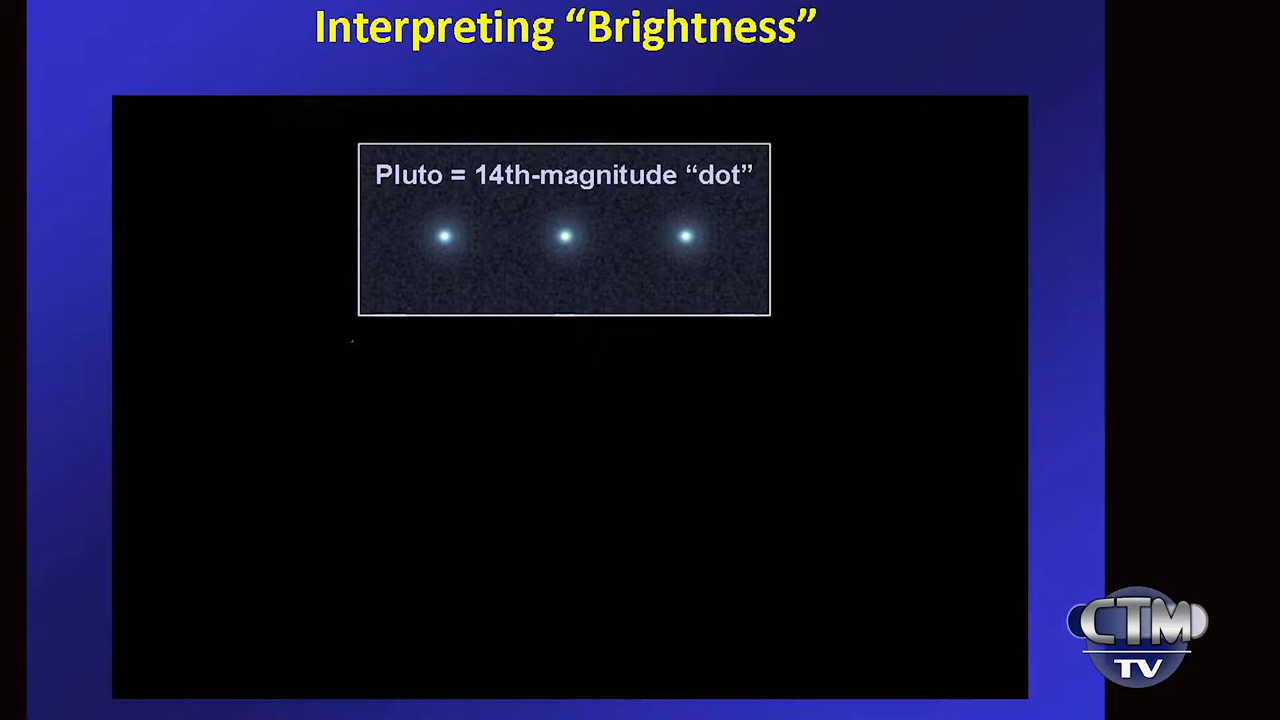 Interpreting “Brightness”
Pluto = 14th-magnitude “dot”
CTM
TV